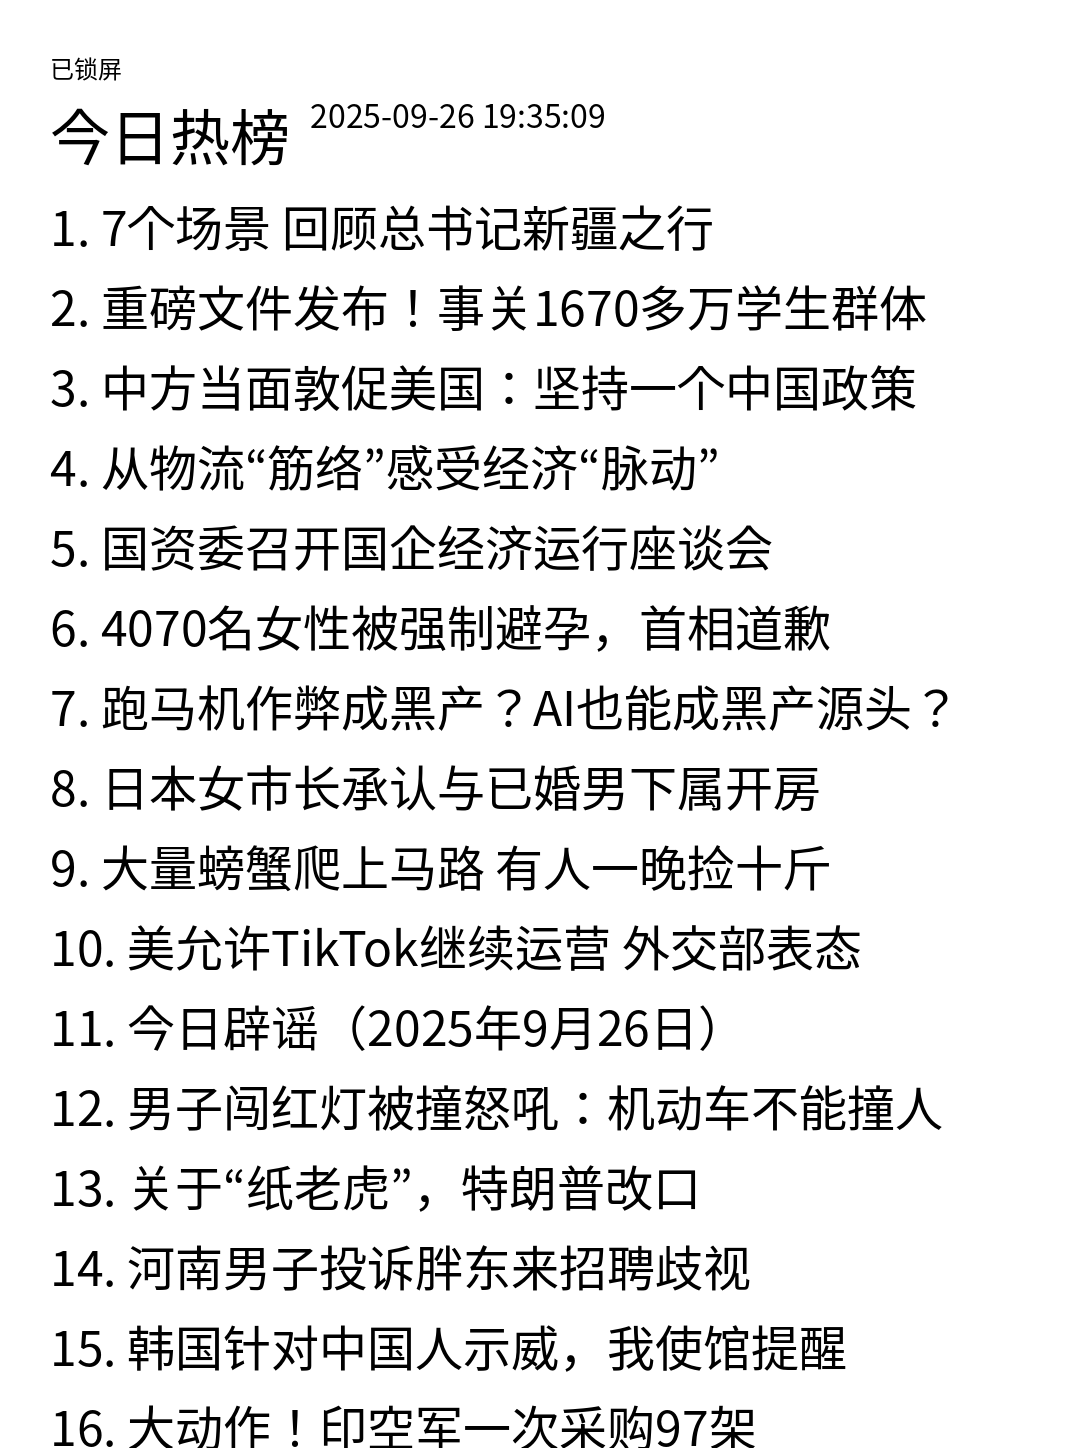 已锁屏
今日热榜 2025-09-26 19:35:09
1. 7个场景 回顾总书记新疆之行
2. 重磅文件发布！事关1670多万学生群体
3. 中方当面敦促美国：坚持一个中国政策
4. 从物流“筋络”感受经济“脉动”
5. 国资委召开国企经济运行座谈会
6. 4070名女性被强制避孕，首相道歉
7. 跑马机作弊成黑产？AI也能成黑产源头？
8. 日本女市长承认与已婚男下属开房
9. 大量螃蟹爬上马路 有人一晚捡十斤
10. 美允许TikTok继续运营 外交部表态
11. 今日辟谣（2025年9月26日）
12. 男子闯红灯被撞怒吼：机动车不能撞人
13. 关于“纸老虎”，特朗普改口
14. 河南男子投诉胖东来招聘歧视
15. 韩国针对中国人示威，我使馆提醒
16. 大动作！印空军一次采购97架